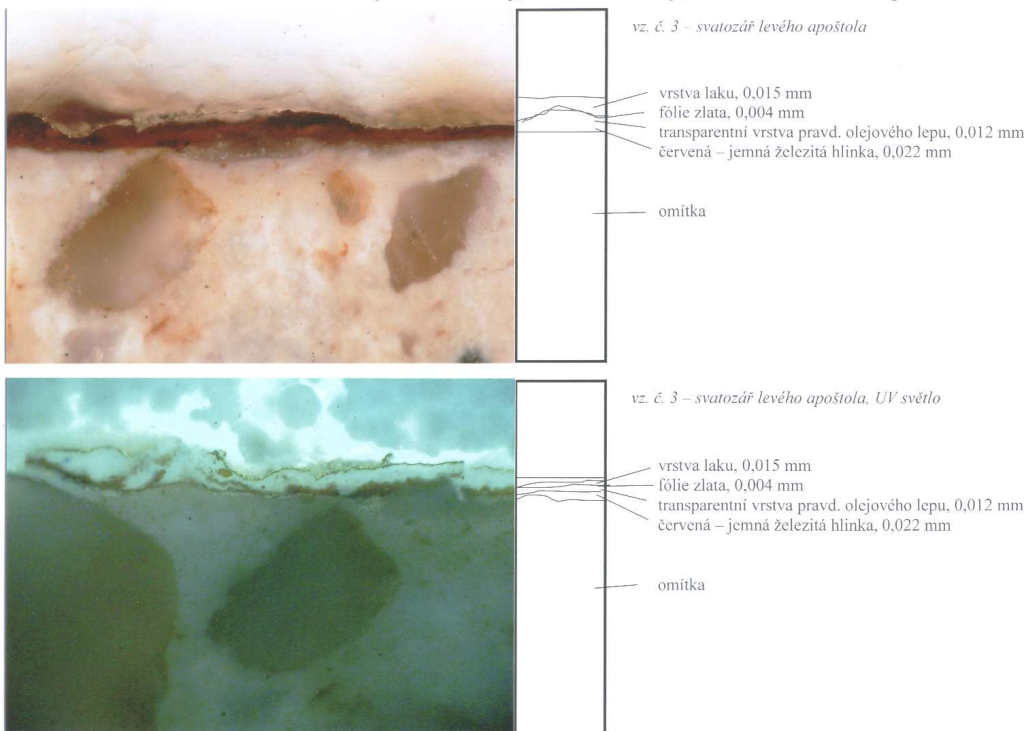 vz. č. 3 – svatozář levého apoštola
vrstva laku, 0,015 mm
fólie zlata, 0,004 mm
transparentní vrstva pravd. olejového lepu, 0,012 mm
červená – jemná železitá hlinka, 0,022 mm
omítka
vz. č. 3 – svatozář levého apoštola, UV světlo
vrstva laku, 0,015 mm
fólie zlata, 0,004 mm
transparentní vrstva pravd. olejového lepu, 0,012 mm
červená – jemná železitá hlinka, 0,022 mm
omítka